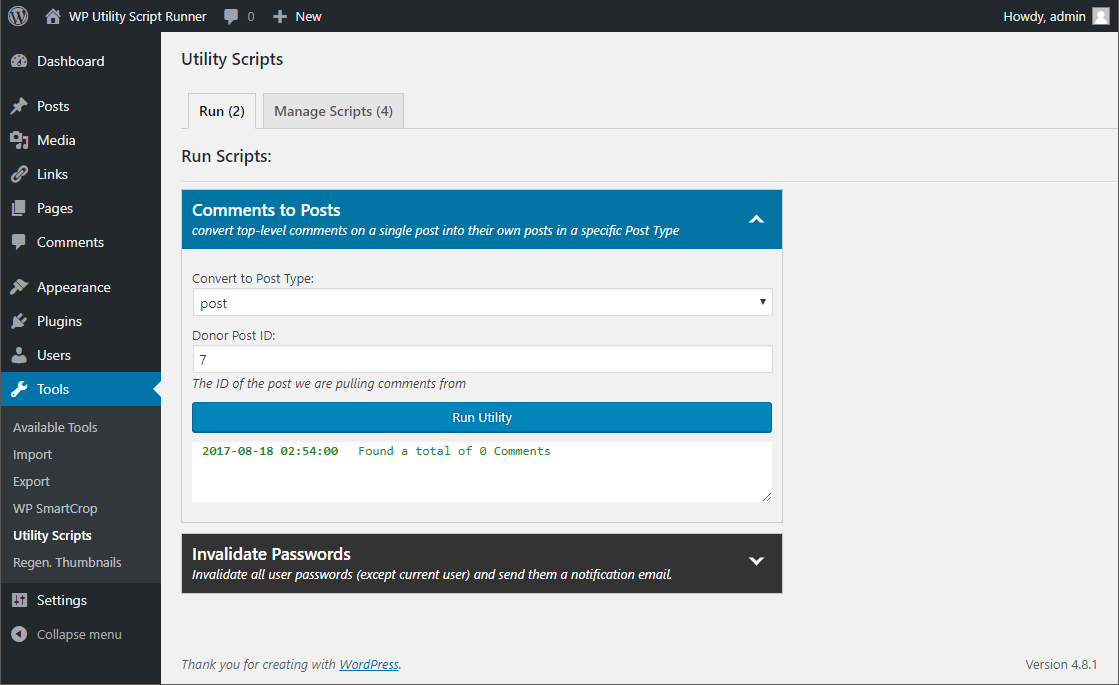 WP Utility Script Runner 0 New Howdy, admin
Dashboard
Posts
Media
Links
Pages
Comments
Appearance
Plugins
Users
Tools
Available Tools
Import
Export
WP SmartCrop
Utility Scripts
Regen. Thumbnails
Settings
Collapse menu
Utility Scripts
Run (2) Manage Scripts (4)
Run Scripts:
Comments to Posts
convert top-level comments on a single post into their own posts in a specific Post Type
Convert to Post Type:
post
Donor Post ID:
7
The ID of the post we are pulling comments from
Run Utility
2017-08-18 02:54:00 Found a total of 0 Comments
Invalidate Passwords
Invalidate all user passwords (except current user) and send them a notification email.
Thank you for creating with WordPress. Version 4.8.1